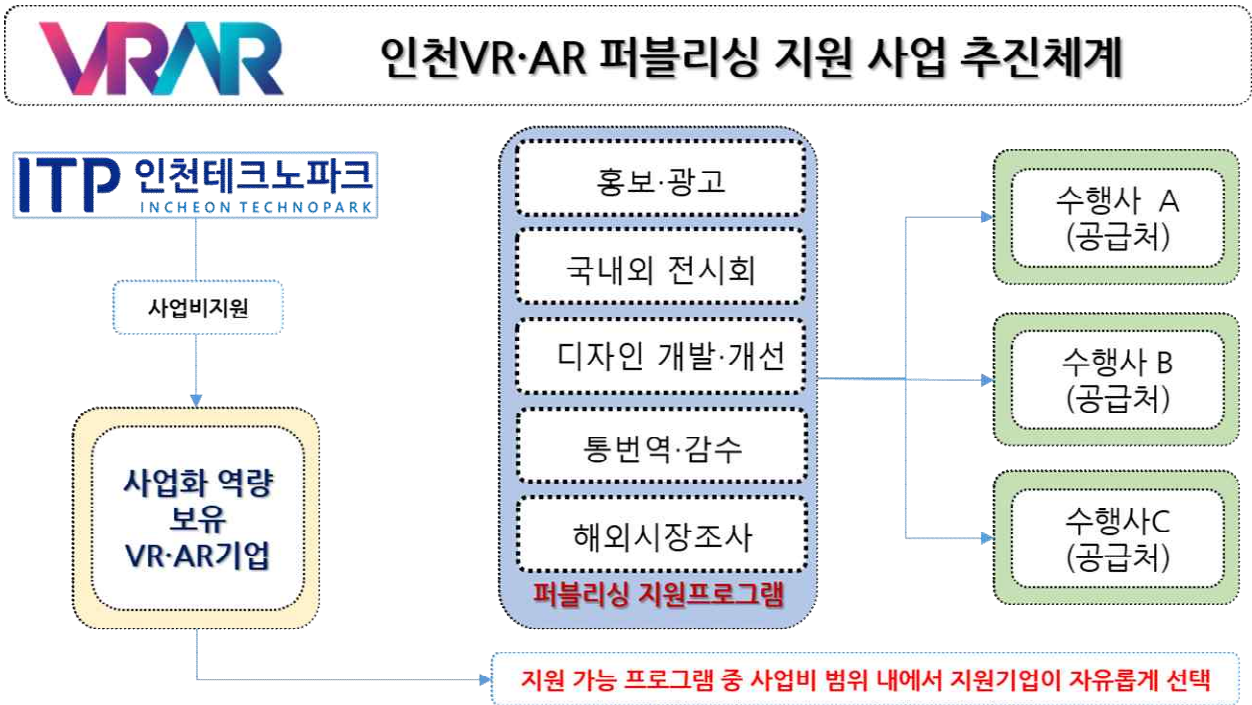 VRAR
인천VR·AR 퍼블리싱 지원 사업 추진체계
ITP 인천테크노파크
INCHEON TECHNOPARK
사업비지원
사업화 역량
보유
VR·AR기업
홍보·광고
국내외 전시회
디자인 개발·개선
통번역·감수
해외시장조사
퍼블리싱 지원프로그램
수행사 A
(공급처)
수행사 B
(공급처)
수행사C
(공급처)
지원 가능 프로그램 중 사업비 범위 내에서 지원기업이 자유롭게 선택